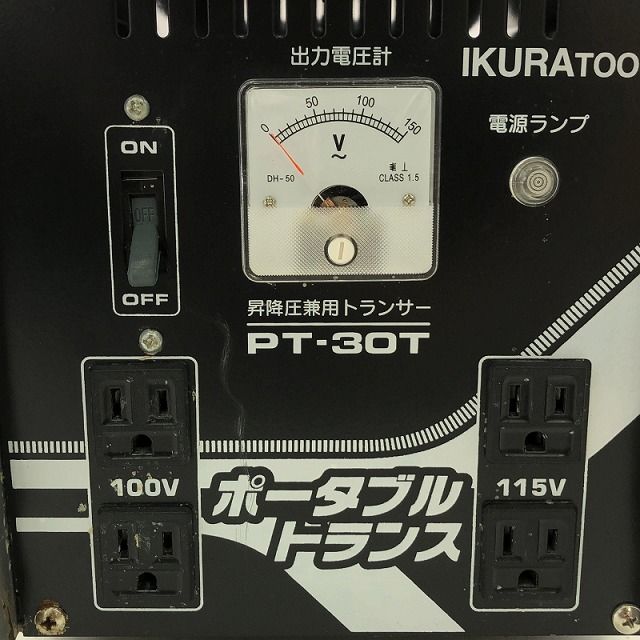 出力電圧計
IKURATOO
電源ランプ
ON
OFF
OFF
0 50 100 150
V
~
DH-50
CLASS 1.5
昇降圧兼用トランサー
PT-30T
100V
ポータブル
トランス
115V